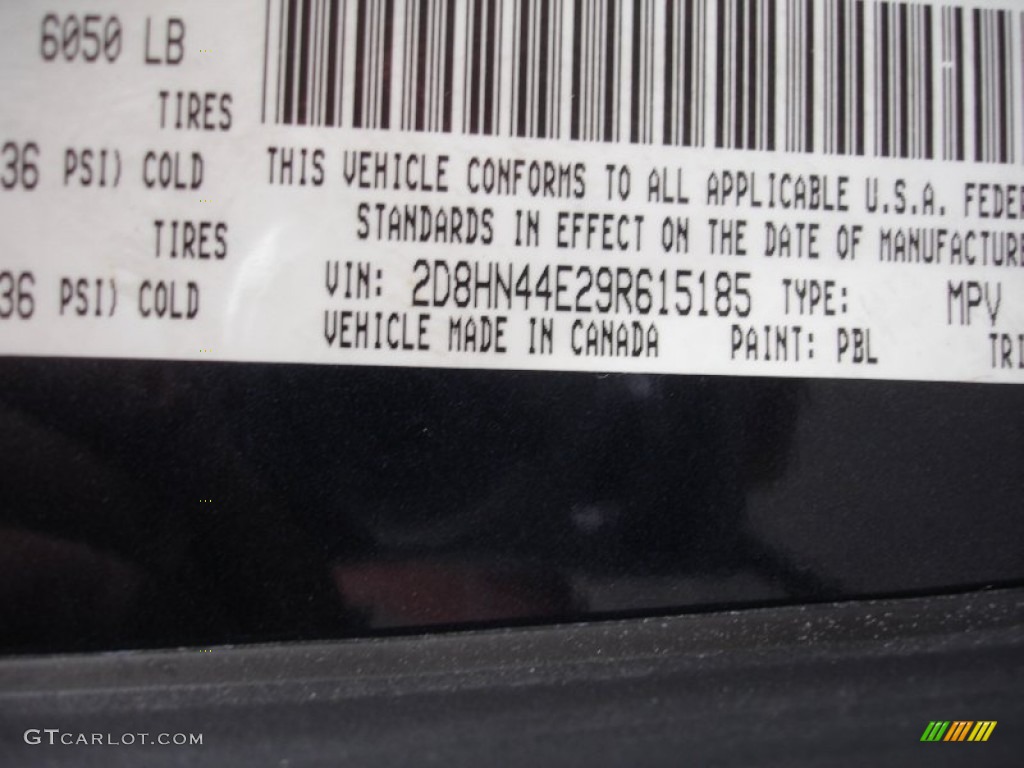 6050 LB
TIRES
36 PSI) COLD
TIRES
36 PSI) COLD
THIS VEHICLE CONFORMS TO ALL APPLICABLE U.S.A. FEDER
STANDARDS IN EFFECT ON THE DATE OF MANUFACTURE
VIN: 2D8HN44E29R615185 TYPE: MPV
VEHICLE MADE IN CANADA PAINT: PBL TRI
GTCARLOT.COM